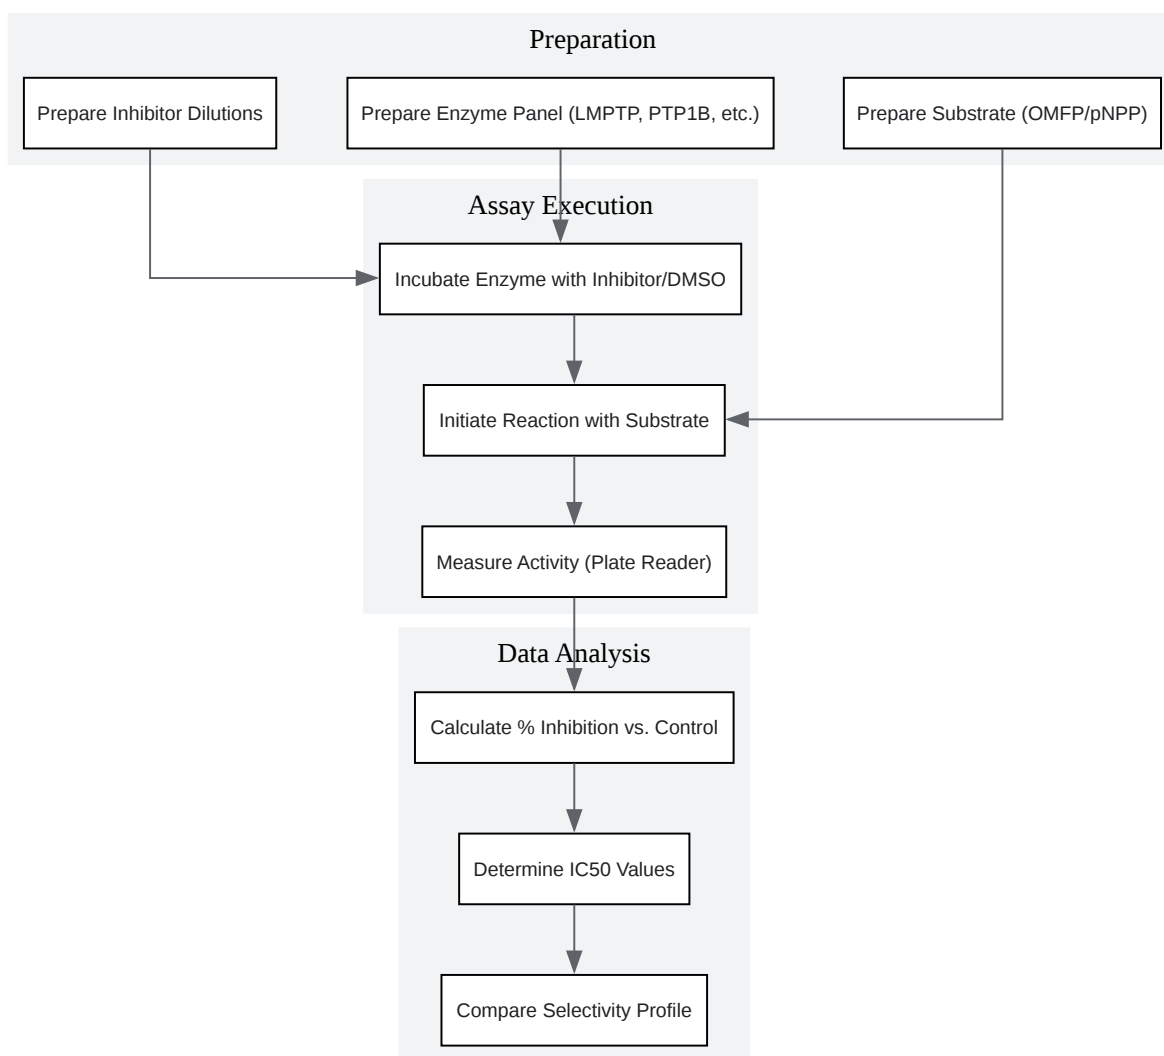 Preparation
Prepare Inhibitor Dilutions
Prepare Enzyme Panel (LMPTP, PTP1B, etc.)
Prepare Substrate (OMFP/pNPP)
Assay Execution
Incubate Enzyme with Inhibitor/DMSO
Initiate Reaction with Substrate
Measure Activity (Plate Reader)
Data Analysis
Calculate % Inhibition vs. Control
Determine IC50 Values
Compare Selectivity Profile